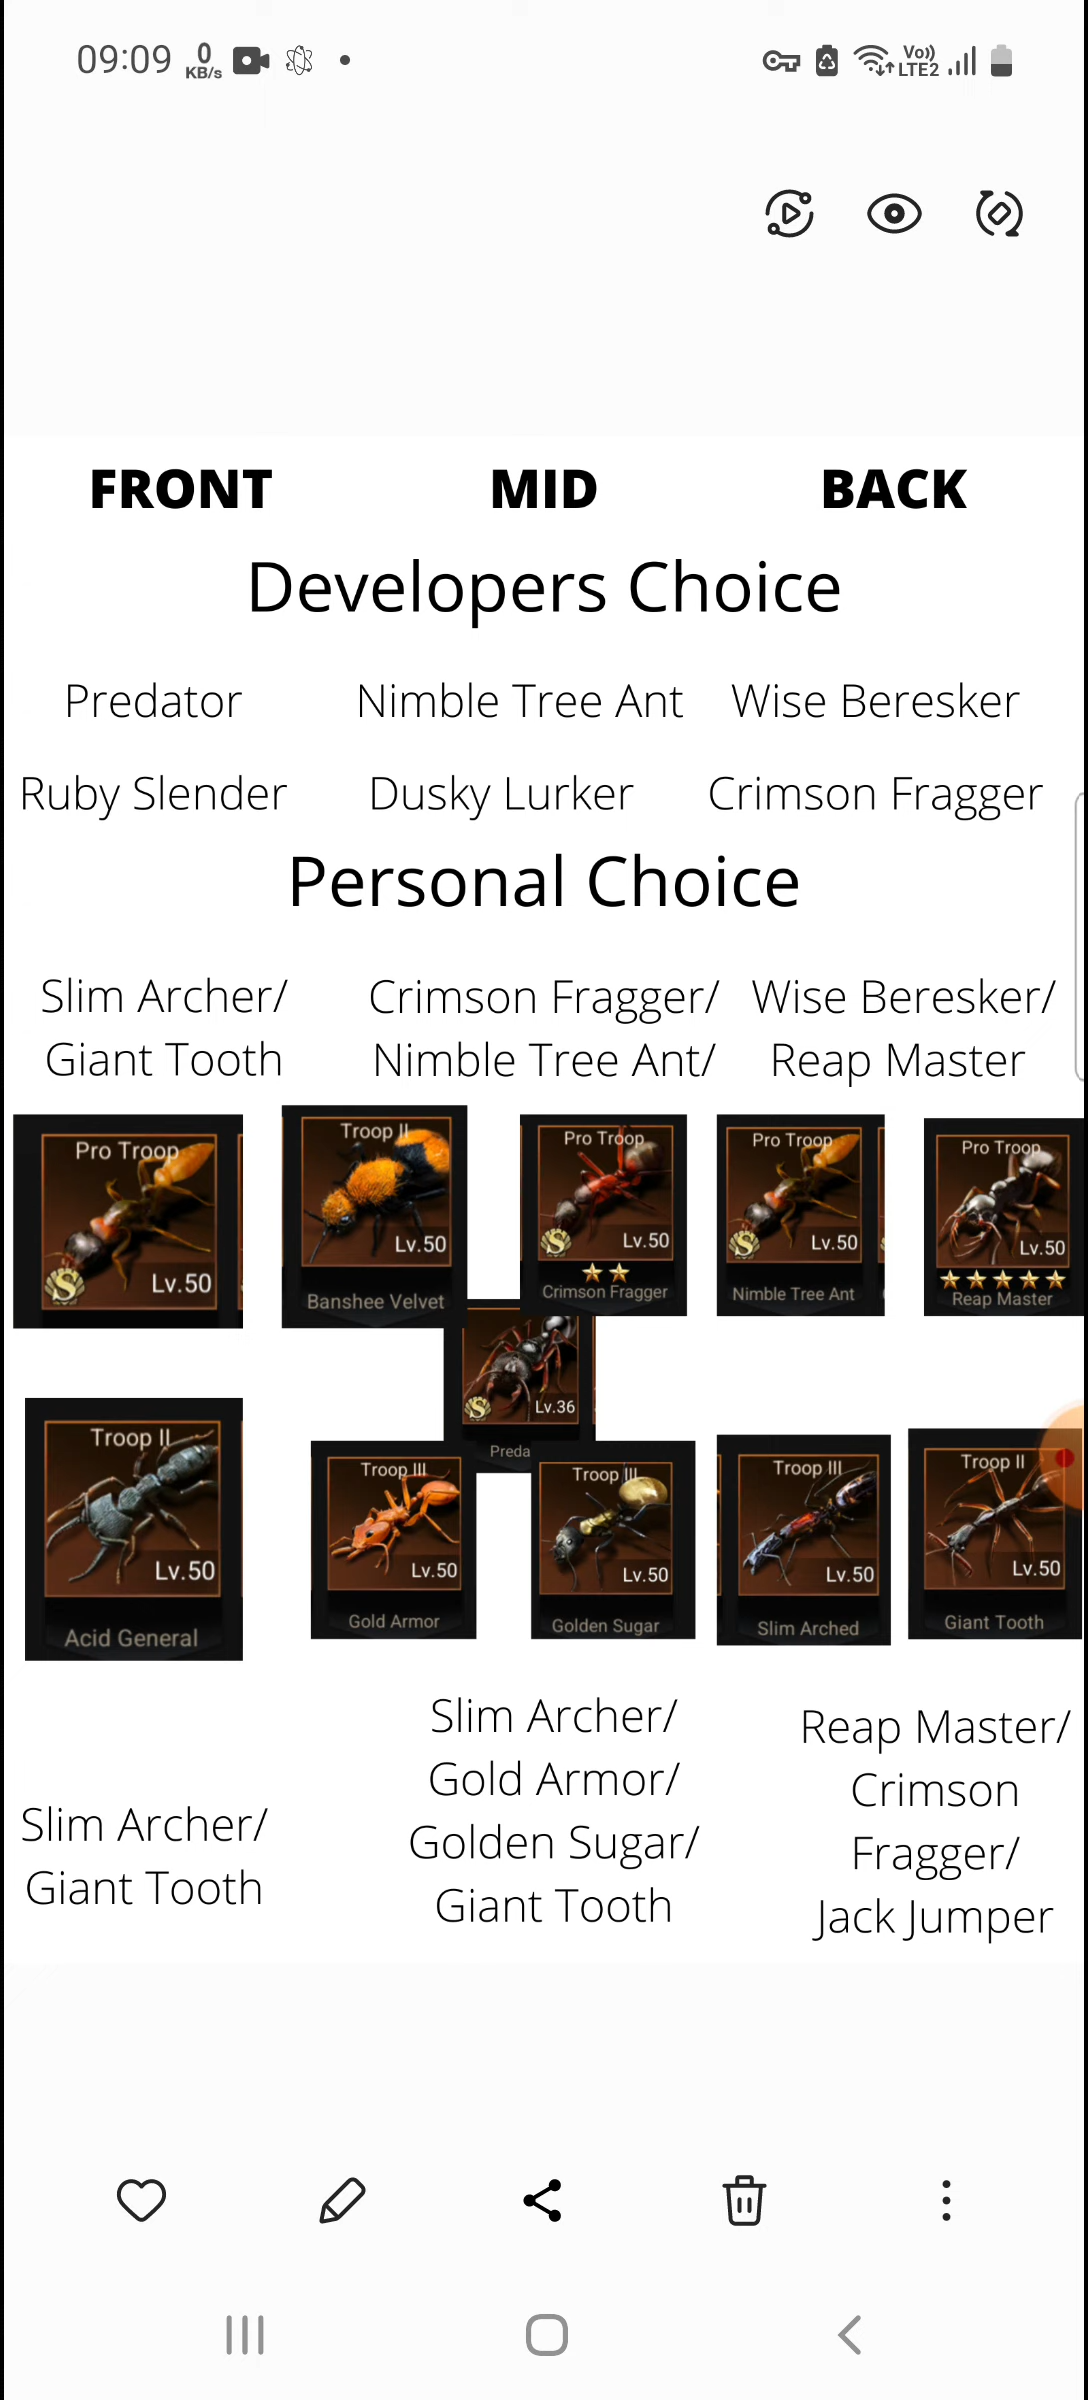 09:09 0 KB/s Vo)) LTE2
FRONT MID BACK
Developers Choice
Predator Nimble Tree Ant Wise Beresker
Ruby Slender Dusky Lurker Crimson Fragger
Personal Choice
Slim Archer/ Crimson Fragger/ Wise Beresker/
Giant Tooth Nimble Tree Ant/ Reap Master
Pro Troop
S Lv.50
Troop II
Lv.50
Banshee Velvet
Pro Troop
S Lv.50
Crimson Fragger
Pro Troop
S Lv.50
Nimble Tree Ant
Pro Troop
Lv.50
Reap Master
S Lv.36
Preda
Troop II
Lv.50
Acid General
Troop III
Lv.50
Gold Armor
Troop III
Lv.50
Golden Sugar
Troop III
Lv.50
Slim Arched
Troop II
Lv.50
Giant Tooth
Slim Archer/
Giant Tooth
Slim Archer/
Gold Armor/
Golden Sugar/
Giant Tooth
Reap Master/
Crimson
Fragger/
Jack Jumper